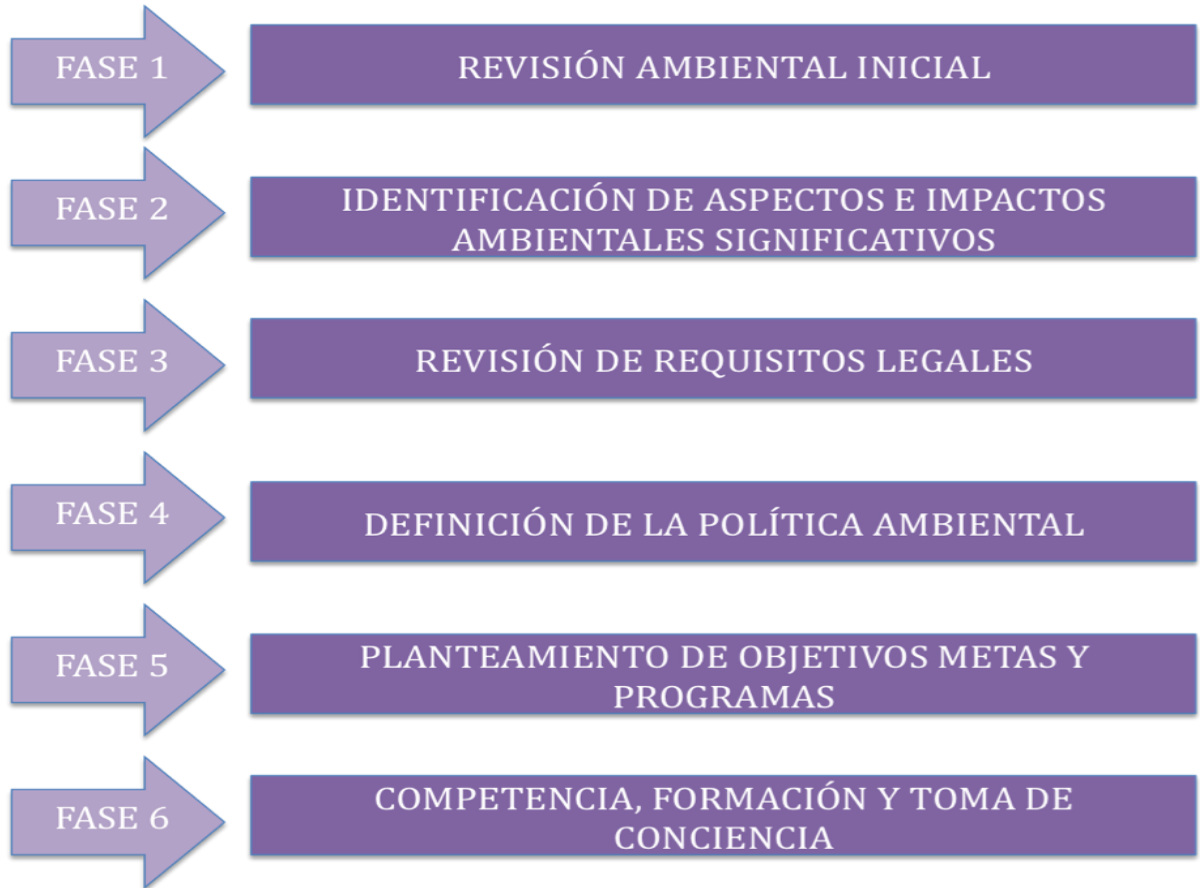 FASE 1
REVISIÓN AMBIENTAL INICIAL
FASE 2
IDENTIFICACIÓN DE ASPECTOS E IMPACTOS
AMBIENTALES SIGNIFICATIVOS
FASE 3
REVISIÓN DE REQUISITOS LEGALES
FASE 4
DEFINICIÓN DE LA POLÍTICA AMBIENTAL
FASE 5
PLANTEAMIENTO DE OBJETIVOS METAS Y
PROGRAMAS
FASE 6
COMPETENCIA, FORMACIÓN Y TOMA DE
CONCIENCIA